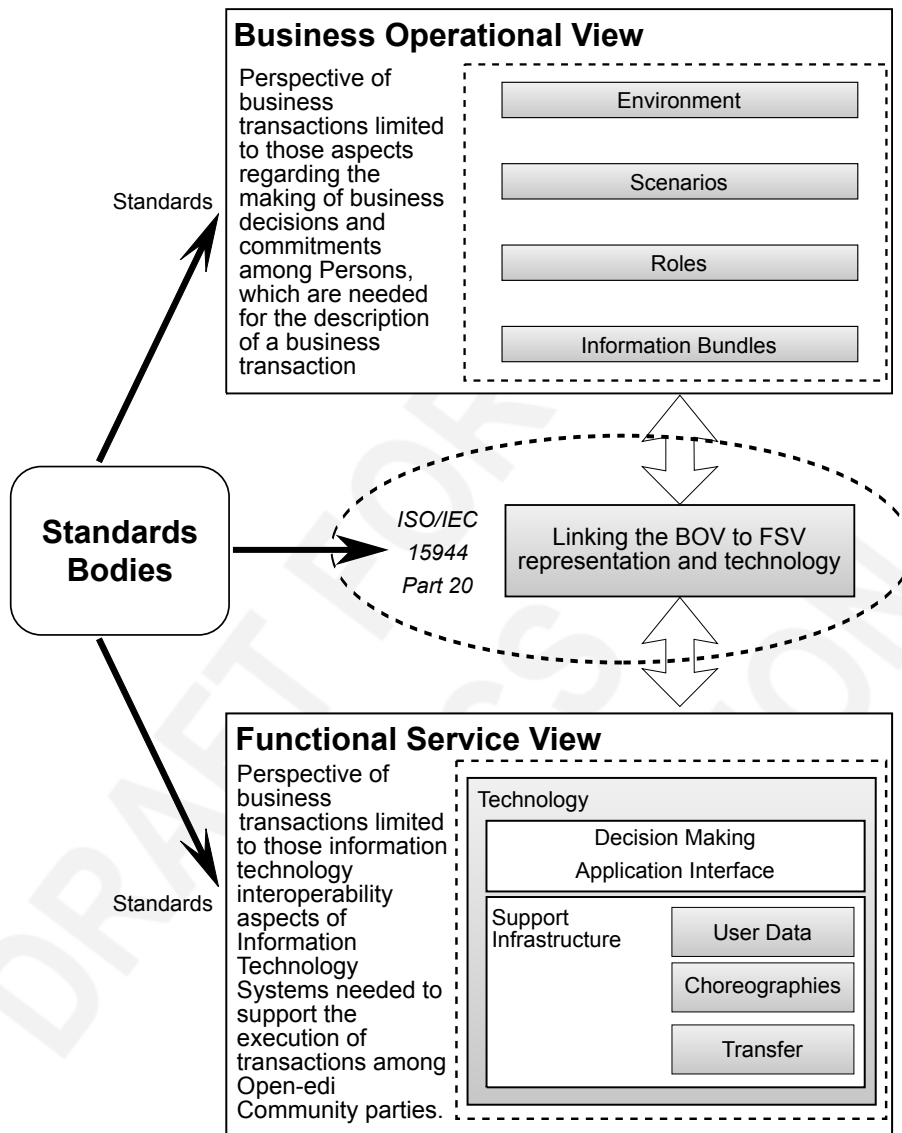 Business Operational View
Perspective of
business
transactions limited
to those aspects
regarding the
making of business
decisions and
commitments
among Persons,
which are needed
for the description
of a business
transaction
Environment
Scenarios
Roles
Information Bundles
Standards
Standards
Bodies
ISO/IEC
15944
Part 20
Linking the BOV to FSV
representation and technology
Standards
Functional Service View
Perspective of
business
transactions limited
to those information
technology
interoperability
aspects of
Information
Technology
Systems needed to
support the
execution of
transactions among
Open-edi
Community parties.
Technology
Decision Making
Application Interface
Support
Infrastructure
User Data
Choreographies
Transfer
DRAFT FOR